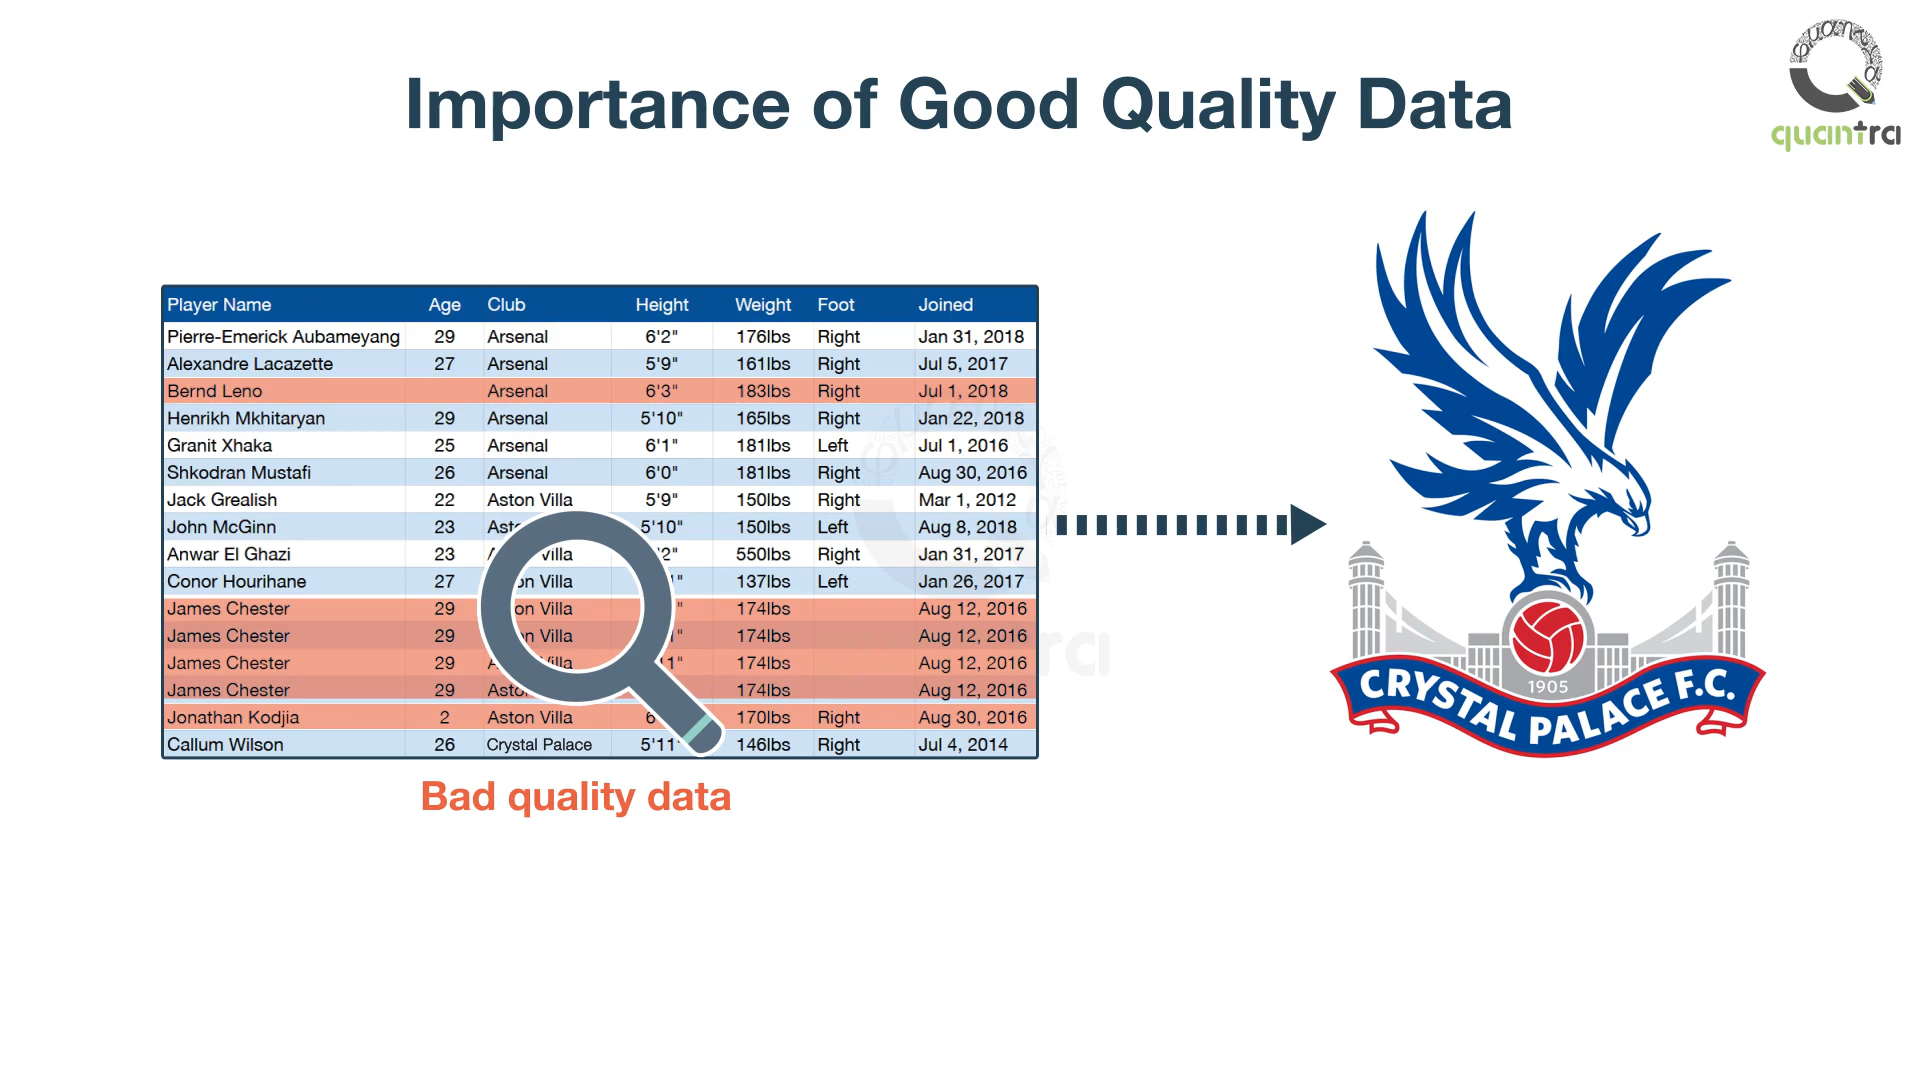 Importance of Good Quality Data
quantra
Player Name Age Club Height Weight Foot Joined
Pierre-Emerick Aubameyang 29 Arsenal 6'2" 176lbs Right Jan 31, 2018
Alexandre Lacazette 27 Arsenal 5'9" 161lbs Right Jul 5, 2017
Bernd Leno Arsenal 6'3" 183lbs Right Jul 1, 2018
Henrikh Mkhitaryan 29 Arsenal 5'10" 165lbs Right Jan 22, 2018
Granit Xhaka 25 Arsenal 6'1" 181lbs Left Jul 1, 2016
Shkodran Mustafi 26 Arsenal 6'0" 181lbs Right Aug 30, 2016
Jack Grealish 22 Aston Villa 5'9" 150lbs Right Mar 1, 2012
John McGinn 23 5'10" 150lbs Left Aug 8, 2018
Anwar El Ghazi 23 Villa 550lbs Right Jan 31, 2017
Conor Hourihane 27 Villa 137lbs Left Jan 26, 2017
James Chester 29 Villa 174lbs Aug 12, 2016
James Chester 29 Villa 174lbs Aug 12, 2016
James Chester 29 Villa 174lbs Aug 12, 2016
James Chester 29 174lbs Aug 12, 2016
Jonathan Kodjia 2 Aston Villa 170lbs Right Aug 30, 2016
Callum Wilson 26 Crystal Palace 5'11" 146lbs Right Jul 4, 2014
Bad quality data
1905
CRYSTAL PALACE F.C.